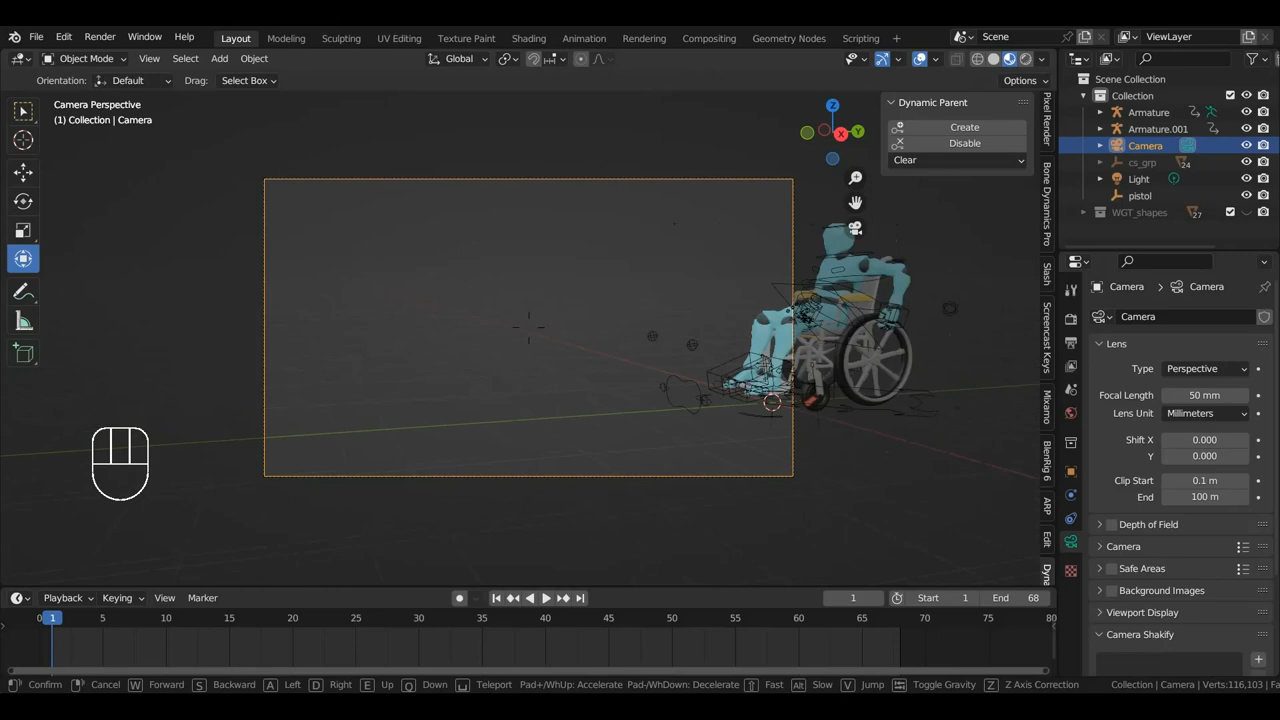 File Edit Render Window Help Layout Modeling Sculpting UV Editing Texture Paint Shading Animation Rendering Compositing Geometry Nodes Scripting + Scene ViewLayer
Object Mode View Select Add Object Global
Orientation: Default Drag: Select Box Options
Camera Perspective
(1) Collection | Camera
Z
Y
X
Dynamic Parent
Create
Disable
Clear
Pixel Render
Bone Dynamics Pro
Slash
Screencast Keys
Mixamo
BlenRig 6
ARP
Edit
Dyna
Scene Collection
Collection
Armature
Armature.001
Camera
cs_grp 24
Light
pistol
WGT_shapes 27
Camera Camera
Camera
Lens
Type Perspective
Focal Length 50 mm
Lens Unit Millimeters
Shift X 0.000
Y 0.000
Clip Start 0.1 m
End 100 m
Depth of Field
Camera
Safe Areas
Background Images
Viewport Display
Camera Shakify
+
Playback Keying View Marker 1 Start 1 End 68
0 1 5 10 15 20 25 30 35 40 45 50 55 60 65 70 75 80
Confirm Cancel W Forward S Backward A Left D Right E Up Q Down Teleport Pad+/WhUp: Accelerate Pad-/WhDown: Decelerate Fast Alt Slow V Jump Toggle Gravity Z Z Axis Correction Collection | Camera | Verts:116,103 | Fa